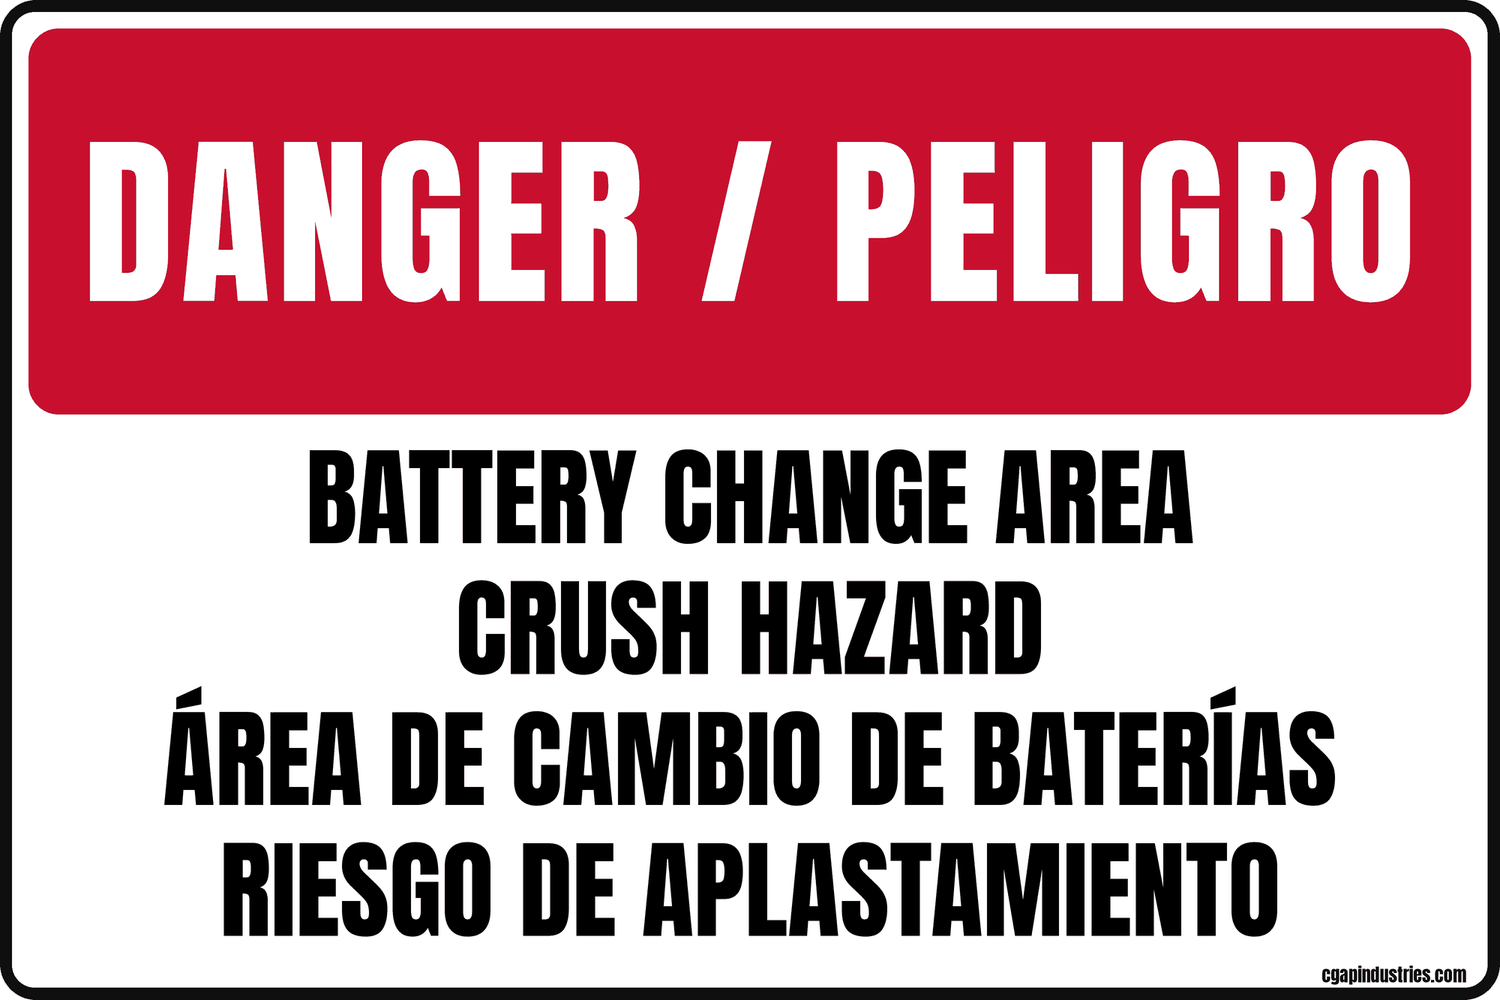 DANGER / PELIGRO
BATTERY CHANGE AREA
CRUSH HAZARD
ÁREA DE CAMBIO DE BATERÍAS
RIESGO DE APLASTAMIENTO
cgapindustries.com